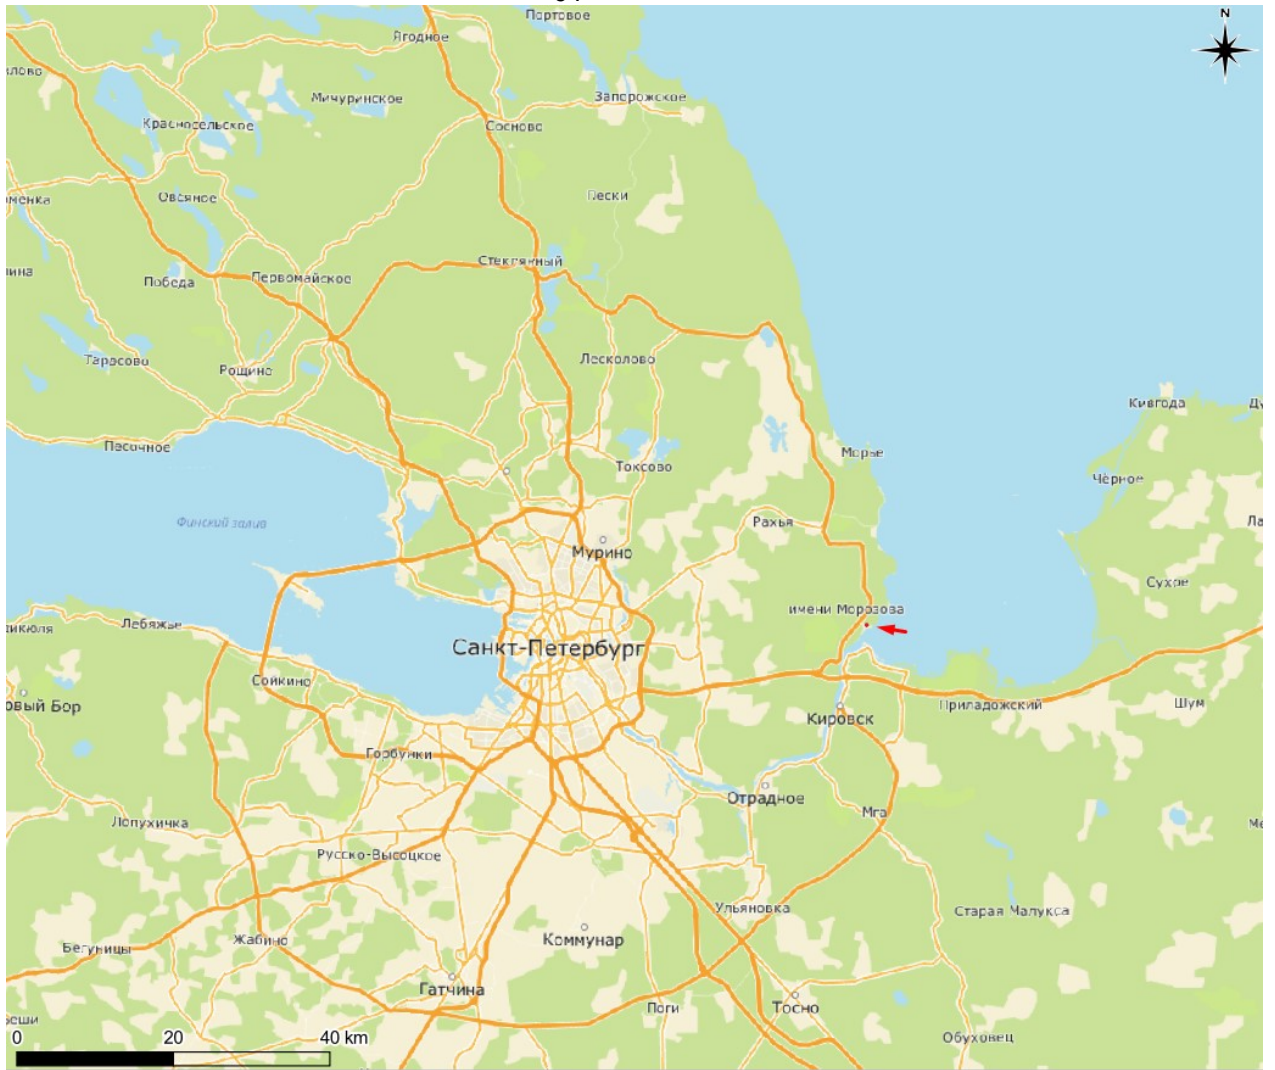 Портовое
Ягодное
N
Мичуринское
Запорожское
Красносельское
Сосново
Овсяное
Пески
Стеклянный
Победа
Первомайское
Тарасово
Лесколово
Рощино
Кивгода
Песочное
Морье
Токсово
Чёрное
Финский залив
Рахья
Мурино
Сухое
имени Морозова
Лебяжье
Санкт-Петербург
Сойкино
Приладожский
Шум
Кировск
Горбунки
Отрадное
Мга
Лопухинка
Русско-Высоцкое
Ульяновка
Старая Малукса
Жабино
Коммунар
Бегуницы
Гатчина
Поги
Тосно
Обуховец
0 20 40 km